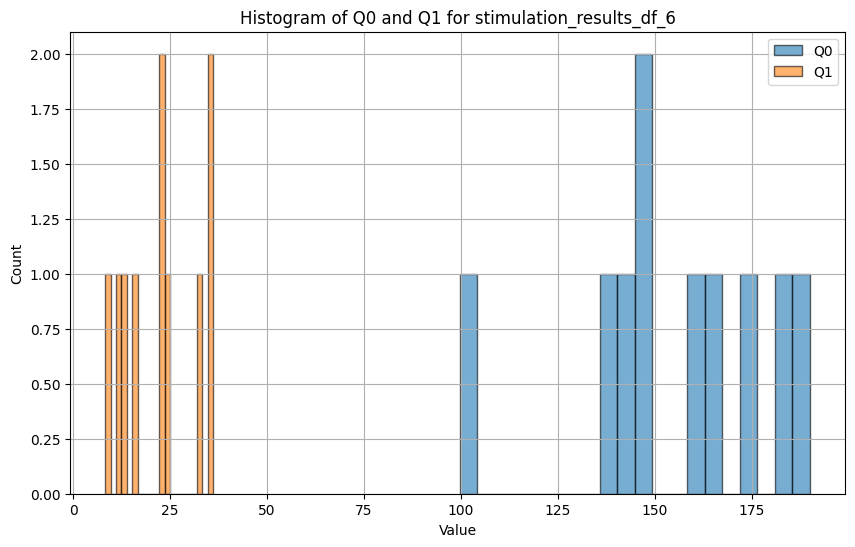 Histogram of Q0 and Q1 for stimulation_results_df_6
Q0
Q1
2.00
1.75
1.50
1.25
1.00
0.75
0.50
0.25
0.00
Count
0 25 50 75 100 125 150 175
Value